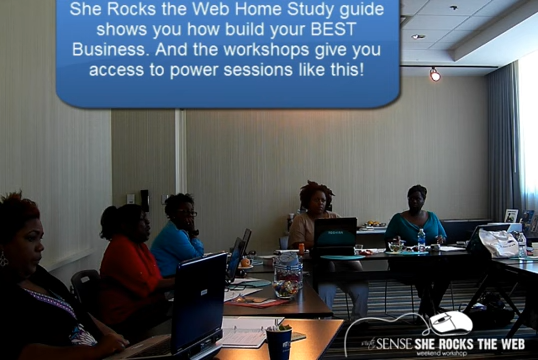 She Rocks the Web Home Study guide
shows you how build your BEST
Business. And the workshops give you
access to power sessions like this!
SENSE SHE ROCKS THE WEB
weekend workshop